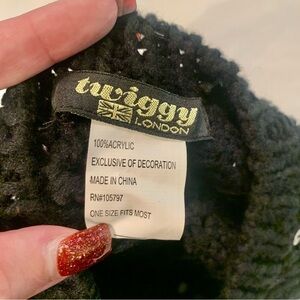 twiggy
LONDON
100%ACRYLIC
EXCLUSIVE OF DECORATION
MADE IN CHINA
RN#105797
ONE SIZE FITS MOST